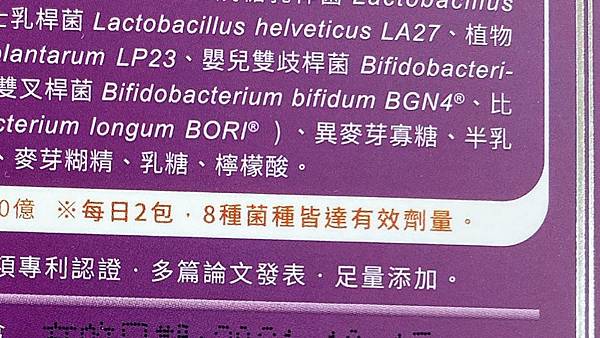 Lactobacillus
乳桿菌 Lactobacillus helveticus LA27、植物
plantarum LP23、嬰兒雙歧桿菌 Bifidobacteri-
雙叉桿菌 Bifidobacterium bifidum BGN4®、比
cterium longum BORI® )、異麥芽寡糖、半乳
、麥芽糊精、乳糖、檸檬酸。
0億 ※每日2包，8種菌種皆達有效劑量。
項專利認證．多篇論文發表．足量添加。